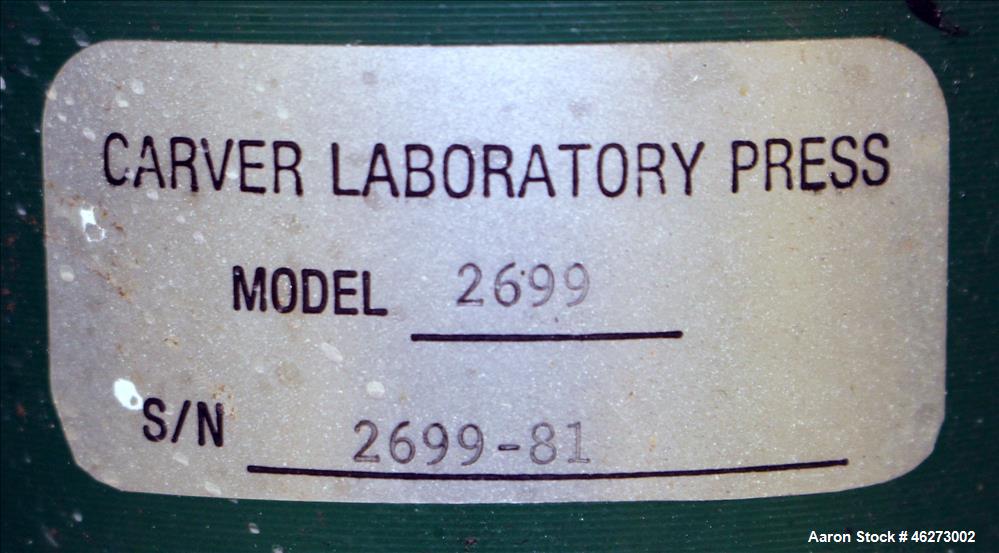 CARVER LABORATORY PRESS
MODEL 2699
S/N 2699-81
Aaron Stock # 46273002